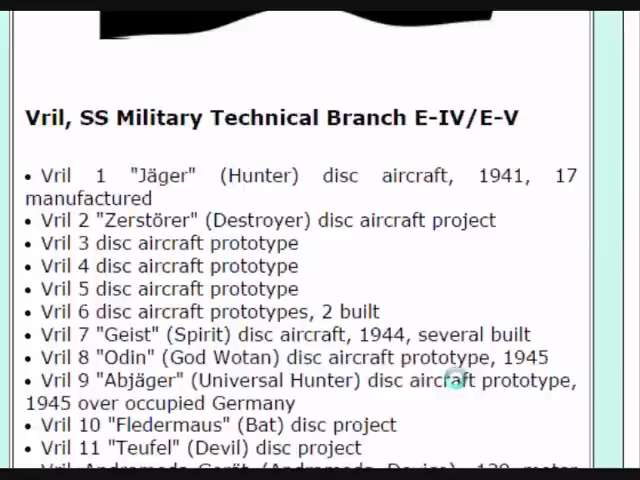 Vril, SS Military Technical Branch E-IV/E-V
• Vril 1 "Jäger" (Hunter) disc aircraft, 1941, 17
manufactured
• Vril 2 "Zerstörer" (Destroyer) disc aircraft project
• Vril 3 disc aircraft prototype
• Vril 4 disc aircraft prototype
• Vril 5 disc aircraft prototype
• Vril 6 disc aircraft prototypes, 2 built
• Vril 7 "Geist" (Spirit) disc aircraft, 1944, several built
• Vril 8 "Odin" (God Wotan) disc aircraft prototype, 1945
• Vril 9 "Abjäger" (Universal Hunter) disc aircraft prototype,
1945 over occupied Germany
• Vril 10 "Fledermaus" (Bat) disc project
• Vril 11 "Teufel" (Devil) disc project